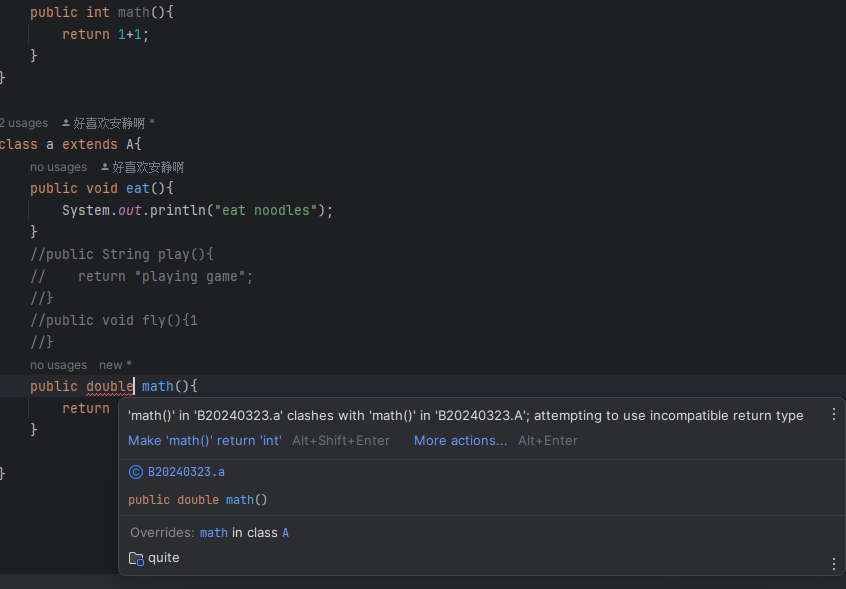 public int math(){
return 1+1;
}
}
2 usages 好喜欢安静啊 *
class a extends A{
no usages 好喜欢安静啊
public void eat(){
System.out.println("eat noodles");
}
//public String play(){
// return "playing game";
//}
//public void fly(){1
//}
no usages new *
public double math(){
return
}
}
'math()' in 'B20240323.a' clashes with 'math()' in 'B20240323.A'; attempting to use incompatible return type
Make 'math()' return 'int' Alt+Shift+Enter More actions... Alt+Enter
C B20240323.a
public double math()
Overrides: math in class A
quite